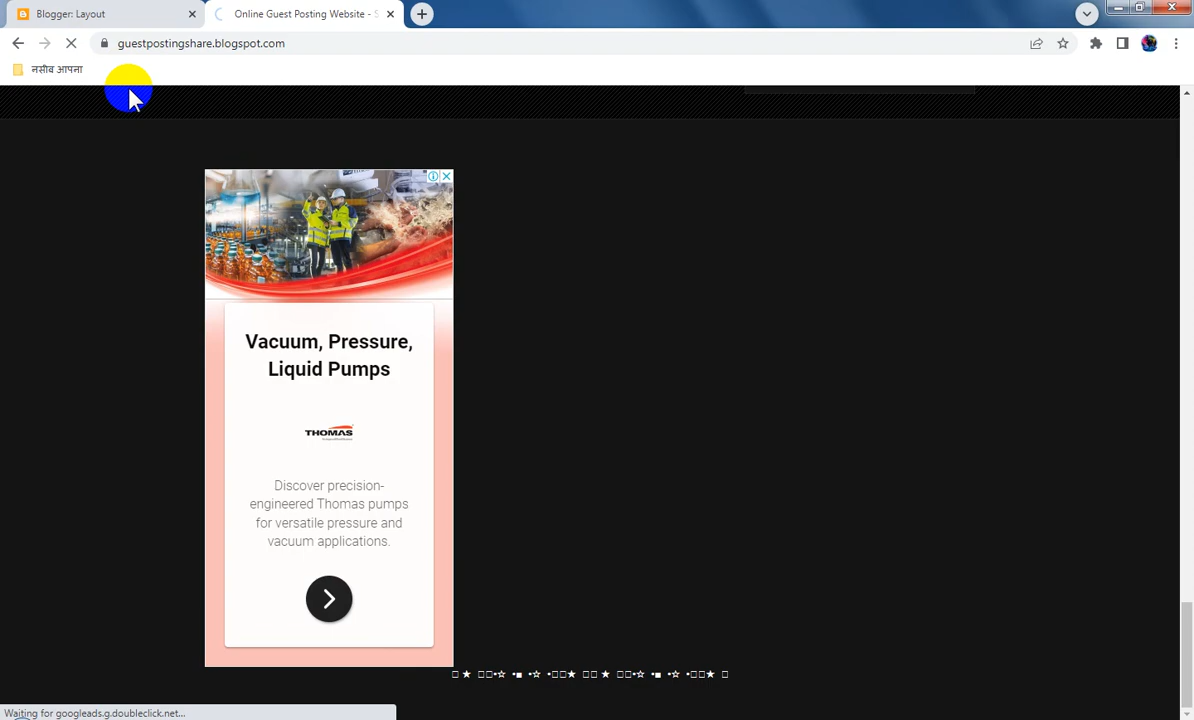 Blogger: Layout
Online Guest Posting Website - S
guestpostingshare.blogspot.com
नसीब आपना
Vacuum, Pressure,
Liquid Pumps
THOMAS
Discover precision-
engineered Thomas pumps
for versatile pressure and
vacuum applications.
□ ★ □□•☆ •■ •☆ •□□★ □□ ★ □□•☆ •■ •☆ •□□★ □
Waiting for googleads.g.doubleclick.net...